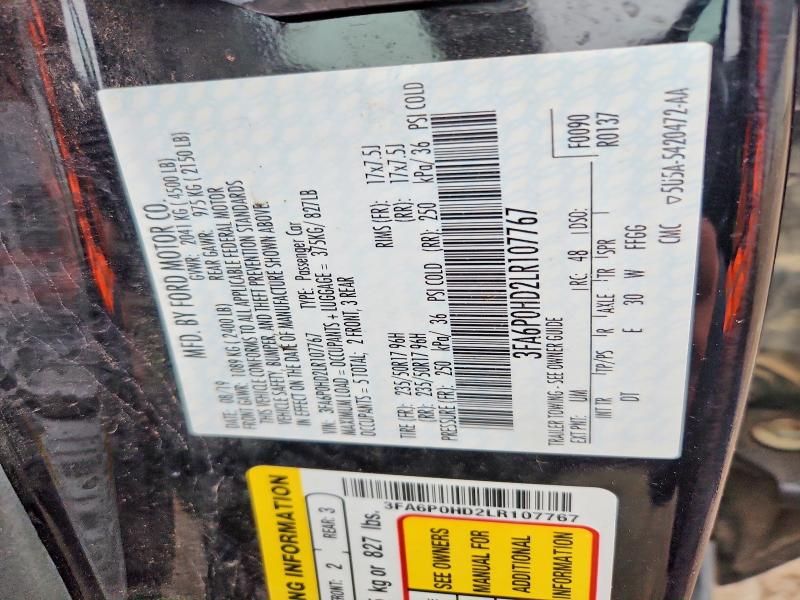 MFD. BY FORD MOTOR CO.
DATE: 08/19 GVWR: 2041 KG ( 4500 LB)
FRONT GAWR: 1089 KG (2400 LB) REAR GAWR: 975 KG ( 2150 LB)
THIS VEHICLE CONFORMS TO ALL APPLICABLE FEDERAL MOTOR
VEHICLE SAFETY, BUMPER, AND THEFT PREVENTION STANDARDS
IN EFFECT ON THE DATE OF MANUFACTURE SHOWN ABOVE.
VIN: 3FA6P0HD2LR107767 TYPE: Passenger Car
MAXIMUM LOAD = OCCUPANTS + LUGGAGE = 375KG/ 827LB
OCCUPANTS = 5 TOTAL, 2 FRONT, 3 REAR
TIRE (FR): 235/50R17 96H RIMS (FR): 17x7.5J
(RR): 235/50R17 96H (RR): 17x7.5J
PRESSURE (FR): 250 kPa/ 36 PSI COLD (RR): 250 kPa/ 36 PSI COLD
3FA6P0HD2LR107767
TRAILER TOWING - SEE OWNER GUIDE
F0090
EXT PNT: UM RC: 48 DSO: R0137
INT TR TP/PS R AXLE TR SPR
DT E 30 W FFGG
CMC ▽5U5A-5420472-AA
NG INFORMATION
FRONT: 2 REAR: 3
3FA6P0HD2LR107767
kg or 827 lbs.
SEE OWNERS
MANUAL FOR
ADDITIONAL
INFORMATION